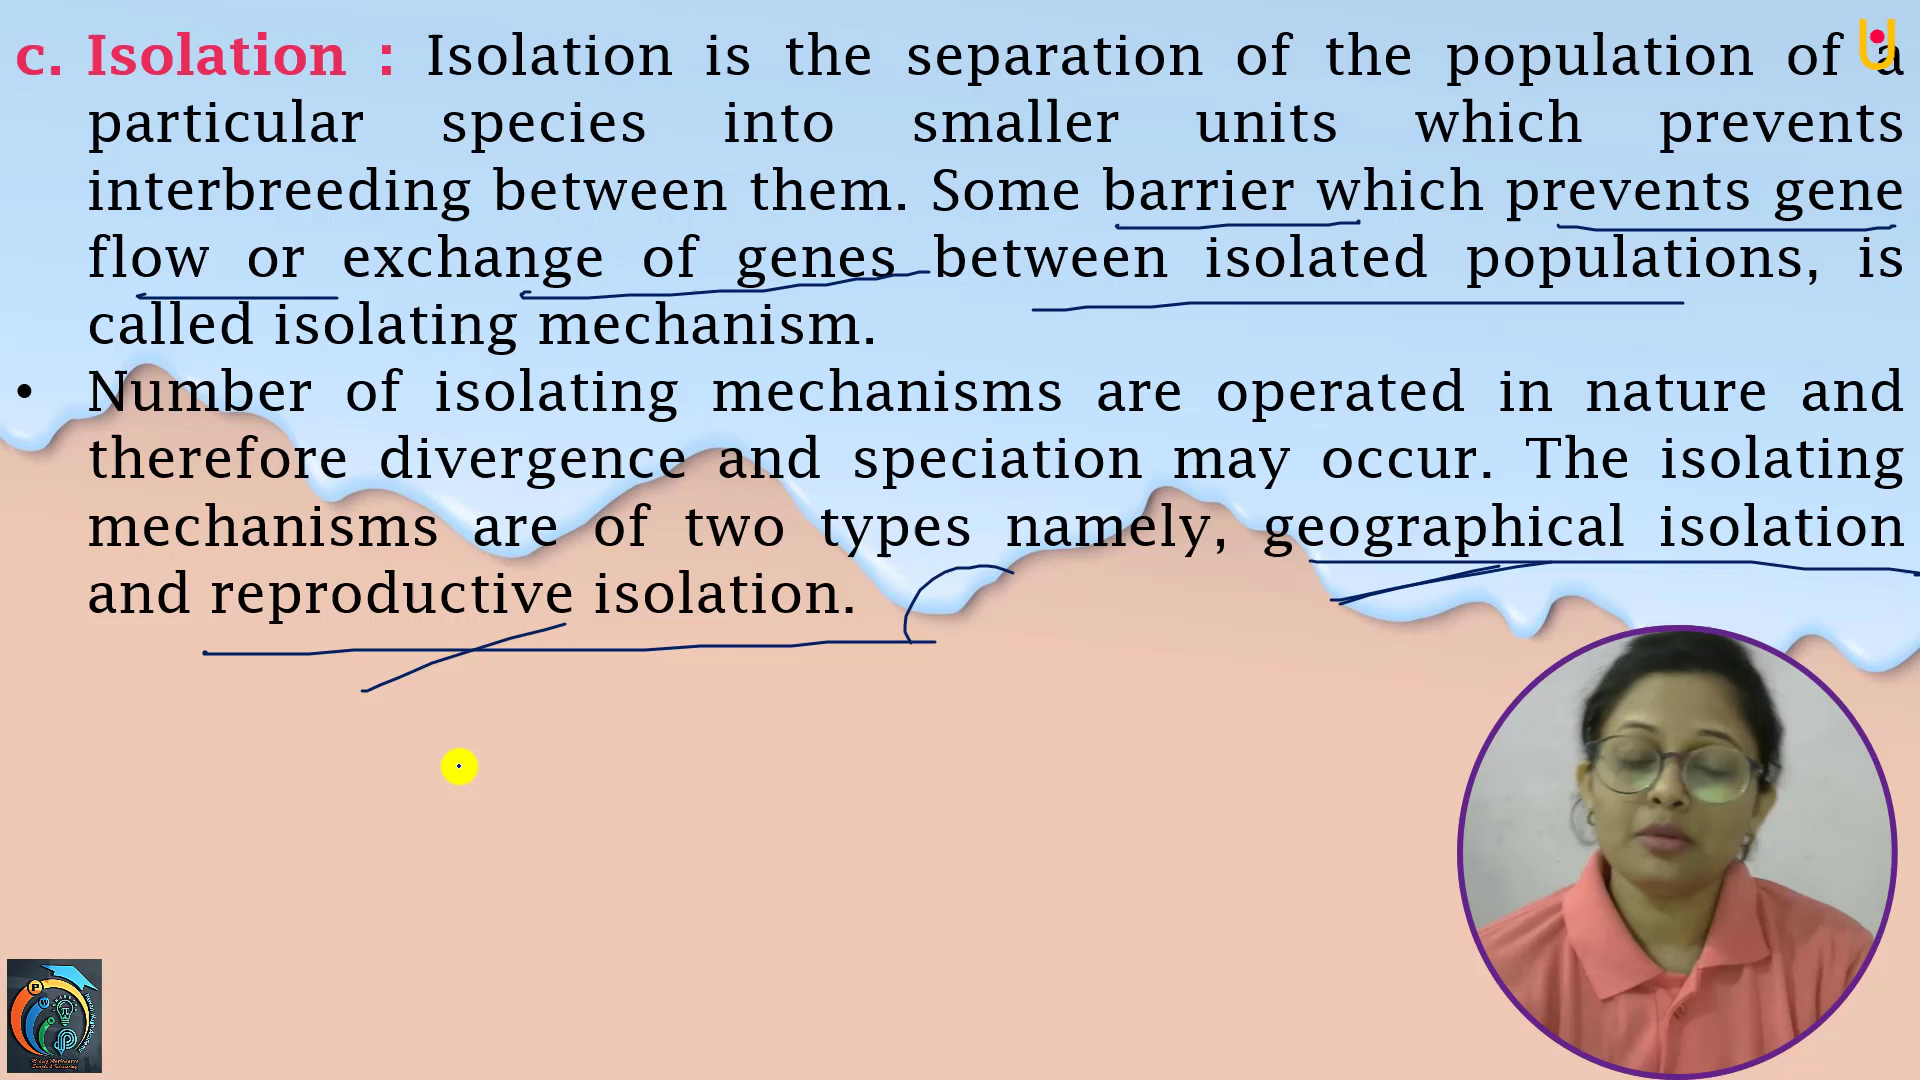 c. Isolation : Isolation is the separation of the population of a
particular species into smaller units which prevents
interbreeding between them. Some barrier which prevents gene
flow or exchange of genes between isolated populations, is
called isolating mechanism.
• Number of isolating mechanisms are operated in nature and
therefore divergence and speciation may occur. The isolating
mechanisms are of two types namely, geographical isolation
and reproductive isolation.